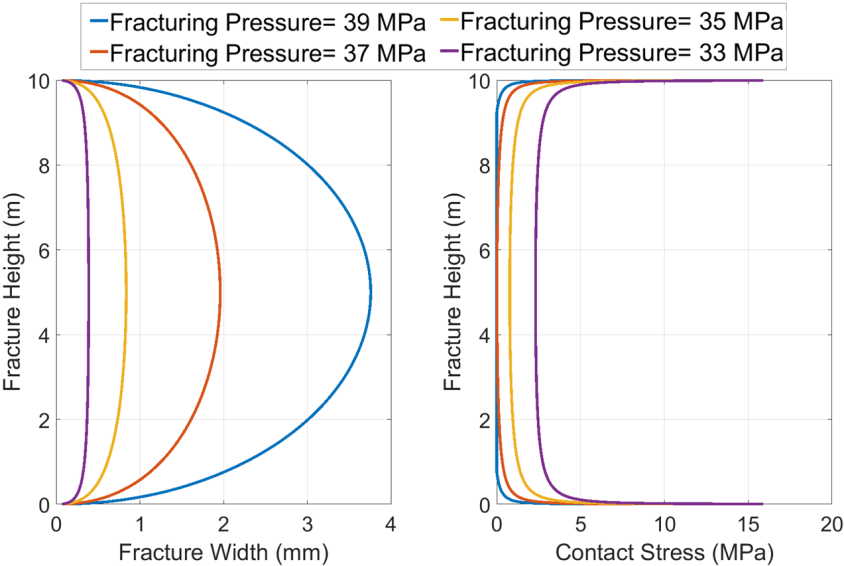 Fracturing Pressure= 39 MPa
Fracturing Pressure= 35 MPa
Fracturing Pressure= 37 MPa
Fracturing Pressure= 33 MPa
Fracture Height (m)
10
8
6
4
2
0
0 1 2 3 4
Fracture Width (mm)
Fracture Height (m)
10
8
6
4
2
0
0 5 10 15 20
Contact Stress (MPa)